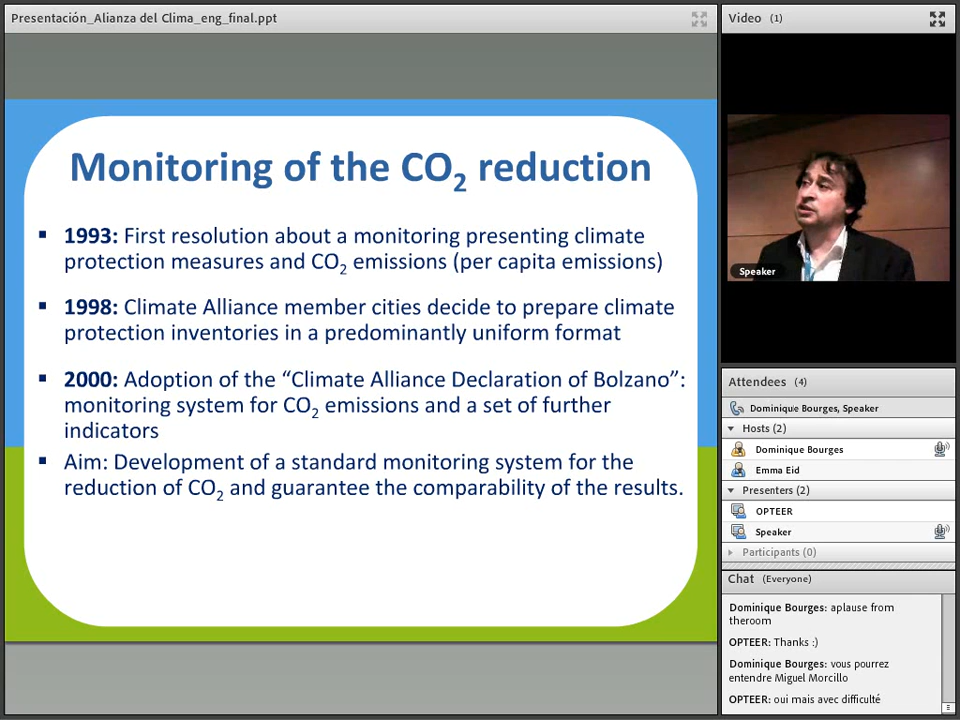 Presentación_Alianza del Clima_eng_final.ppt
Monitoring of the CO2 reduction
▪ 1993: First resolution about a monitoring presenting climate
protection measures and CO2 emissions (per capita emissions)
▪ 1998: Climate Alliance member cities decide to prepare climate
protection inventories in a predominantly uniform format
▪ 2000: Adoption of the “Climate Alliance Declaration of Bolzano”:
monitoring system for CO2 emissions and a set of further
indicators
▪ Aim: Development of a standard monitoring system for the
reduction of CO2 and guarantee the comparability of the results.
Video (1)
Speaker
Attendees (4)
Dominique Bourges, Speaker
Hosts (2)
Dominique Bourges
Emma Eid
Presenters (2)
OPTEER
Speaker
Participants (0)
Chat (Everyone)
Dominique Bourges: aplause from
theroom
OPTEER: Thanks :)
Dominique Bourges: vous pourrez
entendre Miguel Morcillo
OPTEER: oui mais avec difficulté